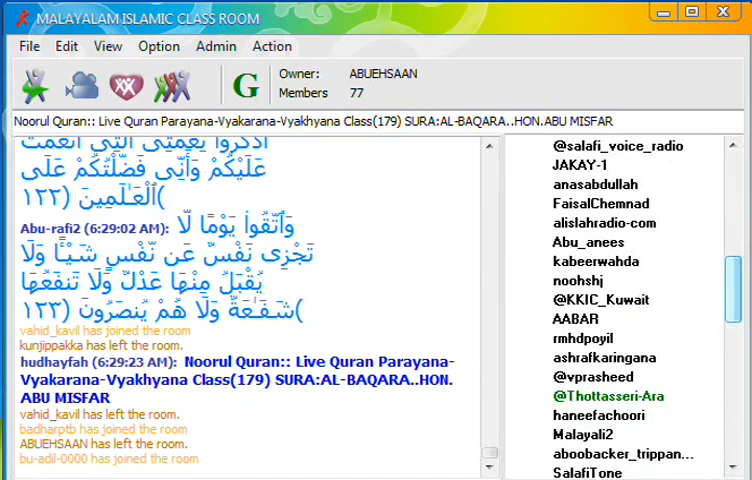 MALAYALAM ISLAMIC CLASS ROOM
File Edit View Option Admin Action
G
Owner: ABUEHSAAN
Members 77
Noorul Quran:: Live Quran Parayana-Vyakarana-Vyakhyana Class(179) SURA:AL-BAQARA..HON.ABU MISFAR
ٱذْكُرُوا۟ نِعْمَتِىَ ٱلَّتِىٓ أَنْعَمْتُ
عَلَيْكُمْ وَأَنِّى فَضَّلْتُكُمْ عَلَى
ٱلْعَـٰلَمِينَ (١٢٢)
Abu-rafi2 (6:29:02 AM): وَٱتَّقُوا۟ يَوْمًا لَّا
تَجْزِى نَفْسٌ عَن نَّفْسٍ شَيْـًٔا وَلَا
يُقْبَلُ مِنْهَا عَدْلٌ وَلَا تَنفَعُهَا
شَفَـٰعَةٌ وَلَا هُمْ يُنصَرُونَ (١٢٣)
vahid_kavil has joined the room
kunjippakka has left the room.
hudhayfah (6:29:23 AM): Noorul Quran:: Live Quran Parayana-
Vyakarana-Vyakhyana Class(179) SURA:AL-BAQARA..HON.
ABU MISFAR
vahid_kavil has left the room.
badharptb has joined the room
ABUEHSAAN has left the room.
bu-adil-0000 has joined the room
@salafi_voice_radio
JAKAY-1
anasabdullah
FaisalChemnad
alislahradio-com
Abu_anees
kabeerwahda
noohshj
@KKIC_Kuwait
AABAR
rmhdpoyil
ashrafkaringana
@vprasheed
@Thottasseri-Ara
haneefachoori
Malayali2
aboobacker_trippan...
SalafiTone